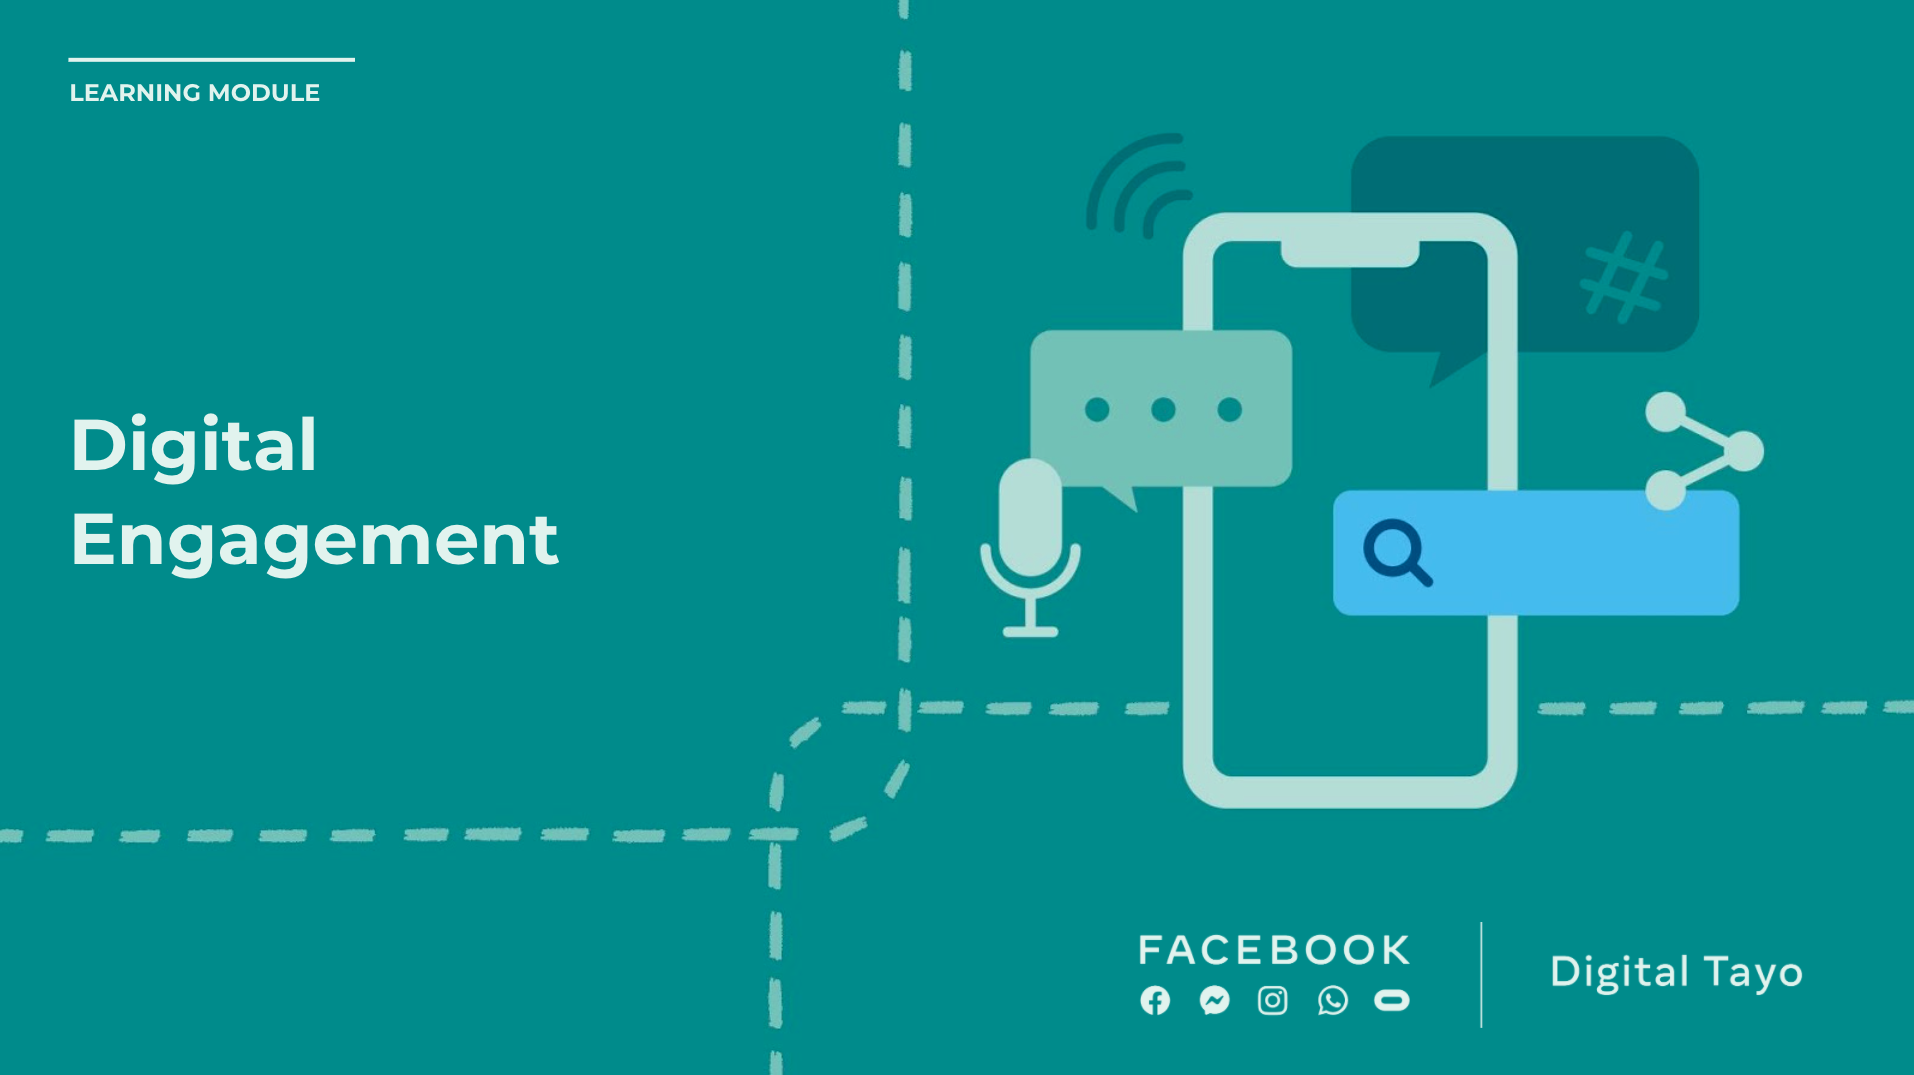 LEARNING MODULE
Digital
Engagement
#
FACEBOOK
Digital Tayo